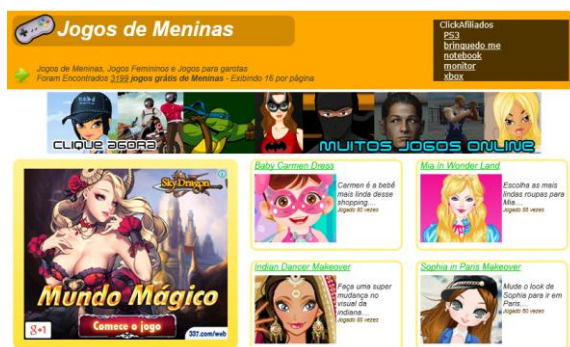 Jogos de Meninas
Jogos de Meninas, Jogos Femininos e Jogos para garotas
Foram Encontrados 3199 jogos grátis de Meninas - Exibindo 16 por página
ClickAfiliados
PS3
brinquedo me
notebook
monitor
xbox
CLIQUE AGORA
MUITOS JOGOS ONLINE
SkyDragon
Mundo Mágico
Comece o jogo
g+1
337.com/web
Baby Carmen Dress
Carmen é a bebê
mais linda desse
shopping....
Jogado 60 vezes
Mia In Wonder Land
Escolha as mais
lindas roupas para
Mia....
Jogado 58 vezes
Indian Dancer Makeover
Faça uma super
mudança no
visual da
indiana....
Jogado 65 vezes
Sophia in Paris Makeover
Mude o look de
Sophia para ir em
Paris....
Jogado 60 vezes